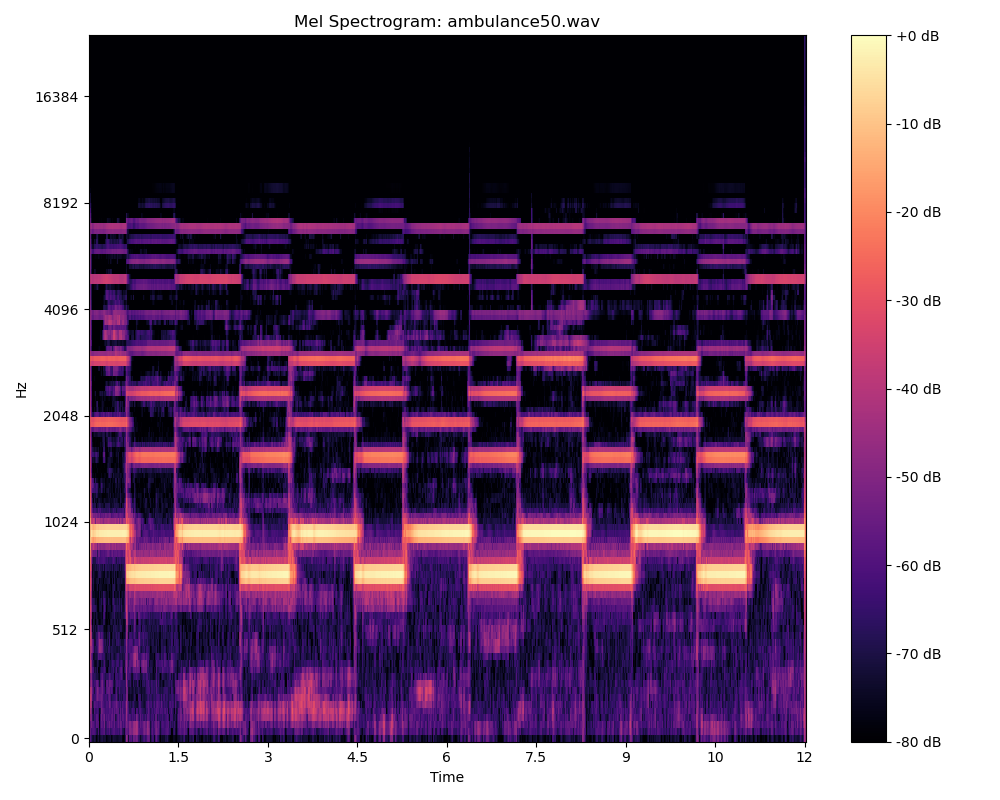 Mel Spectrogram: ambulance50.wav
+0 dB
16384
-10 dB
8192
-20 dB
-30 dB
4096
Hz
-40 dB
2048
-50 dB
1024
-60 dB
512
-70 dB
0
-80 dB
0 1.5 3 4.5 6 7.5 9 10 12
Time